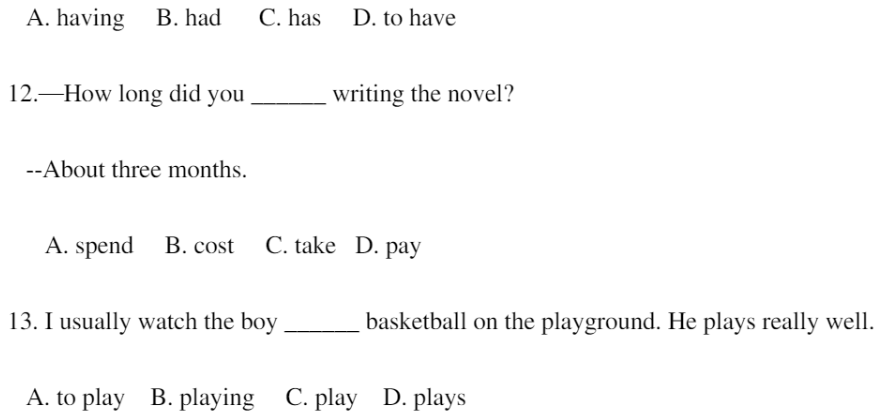 A. having B. had C. has D. to have
12.—How long did you ______ writing the novel?
--About three months.
A. spend B. cost C. take D. pay
13. I usually watch the boy ______ basketball on the playground. He plays really well.
A. to play B. playing C. play D. plays